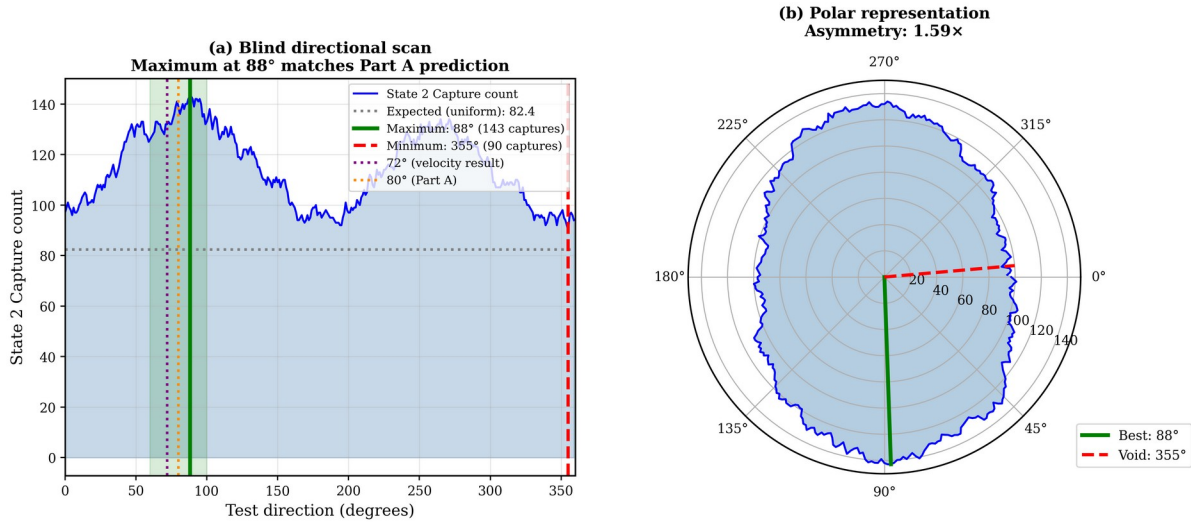 (a) Blind directional scan
Maximum at 88° matches Part A prediction
State 2 Capture count
140
120
100
80
60
40
20
0
0
50
100
150
200
250
300
350
Test direction (degrees)
State 2 Capture count
Expected (uniform): 82.4
Maximum: 88° (143 captures)
Minimum: 355° (90 captures)
72° (velocity result)
80° (Part A)
(b) Polar representation
Asymmetry: 1.59×
270°
225°
315°
180°
0°
20
40
60
80
100
120
140
135°
45°
90°
Best: 88°
Void: 355°